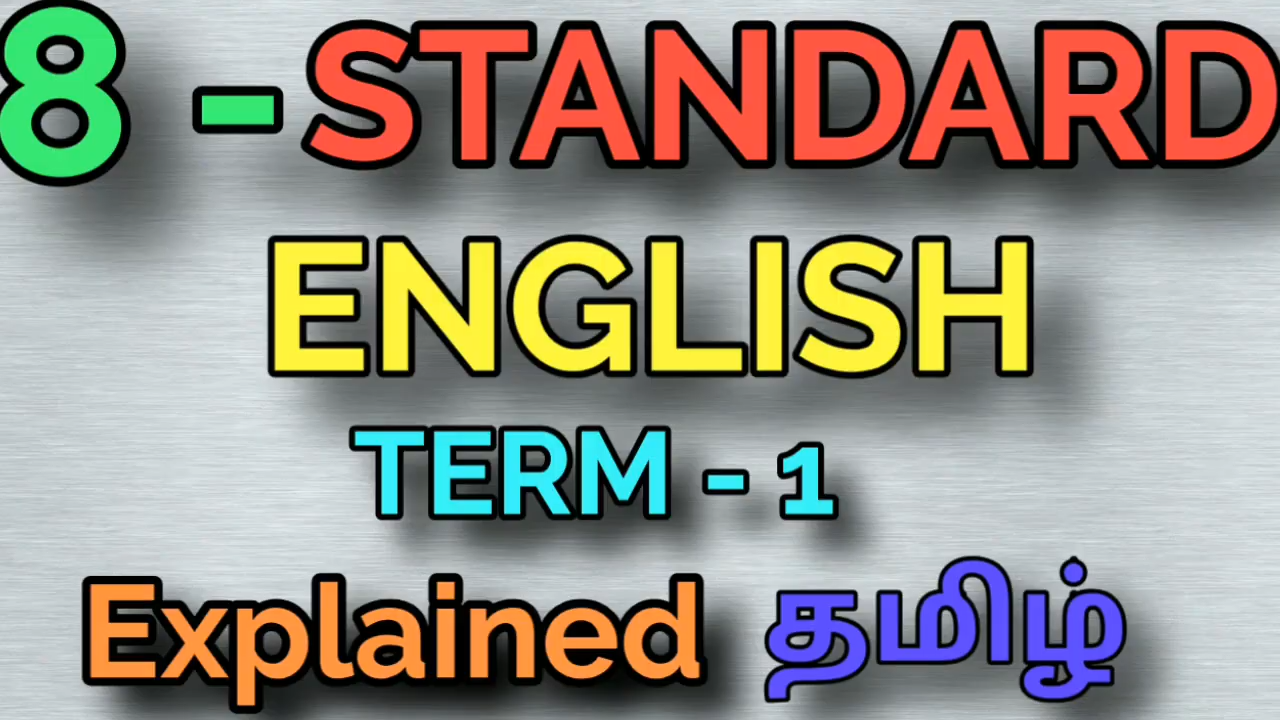 8 - STANDARD
ENGLISH
TERM - 1
Explained தமிழ்